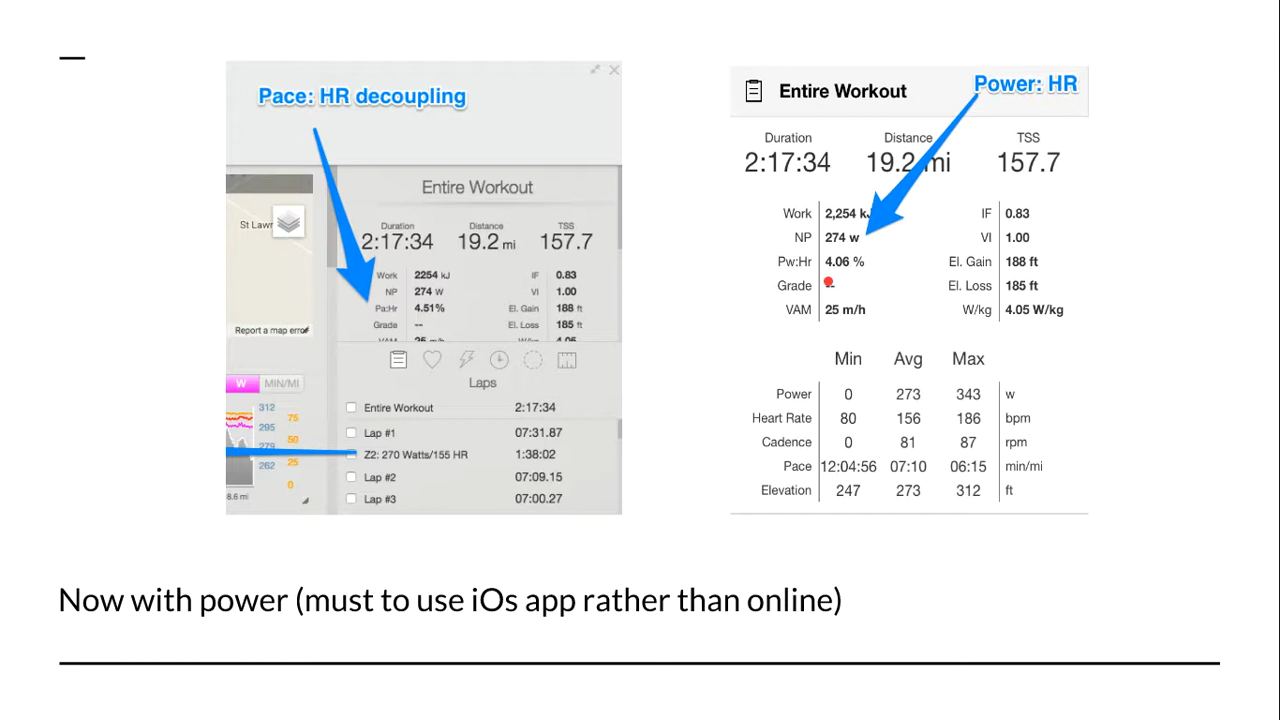 Pace: HR decoupling
St Lawr
Report a map error
W MIN/MI
312
295
279
262
75
50
25
0
8.6 mi
Entire Workout
Duration Distance TSS
2:17:34 19.2 mi 157.7
Work 2254 kJ IF 0.83
NP 274 W VI 1.00
Pa:Hr 4.51% El. Gain 188 ft
Grade -- El. Loss 185 ft
VAM 25 m/h W/kg 4.05
Laps
Entire Workout 2:17:34
Lap #1 07:31.87
Z2: 270 Watts/155 HR 1:38:02
Lap #2 07:09.15
Lap #3 07:00.27
Power: HR
Entire Workout
Duration Distance TSS
2:17:34 19.2 mi 157.7
Work 2,254 kJ IF 0.83
NP 274 w VI 1.00
Pw:Hr 4.06 % El. Gain 188 ft
Grade -- El. Loss 185 ft
VAM 25 m/h W/kg 4.05 W/kg
Min Avg Max
Power 0 273 343 w
Heart Rate 80 156 186 bpm
Cadence 0 81 87 rpm
Pace 12:04:56 07:10 06:15 min/mi
Elevation 247 273 312 ft
Now with power (must to use iOs app rather than online)